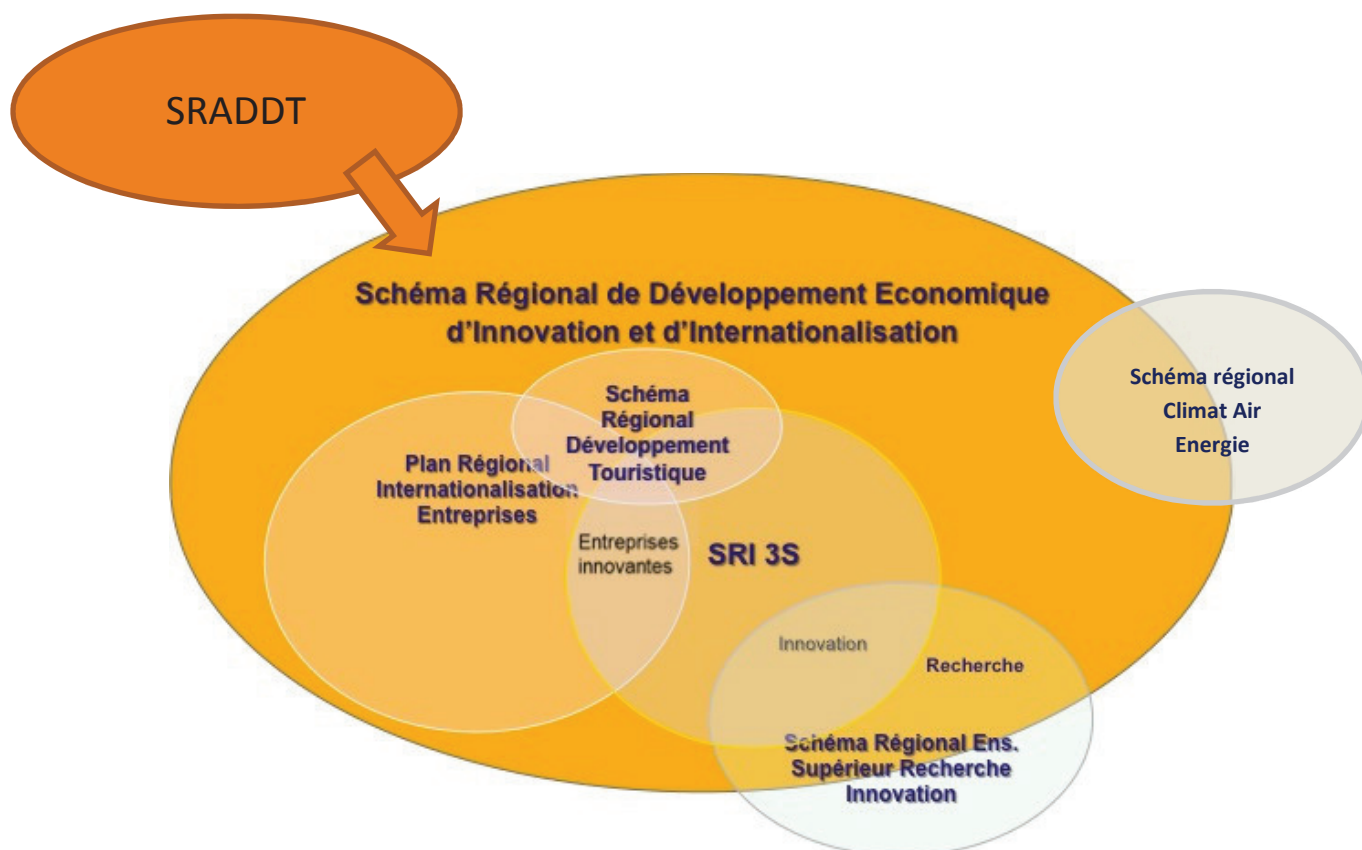 SRADDT
Schéma Régional de Développement Economique
d'Innovation et d'Internationalisation
Schéma
Régional
Développement
Touristique
Plan Régional
Internationalisation
Entreprises
Entreprises
innovantes
SRI 3S
Schéma régional
Climat Air
Energie
Innovation
Recherche
Schéma Régional Ens.
Supérieur Recherche
Innovation